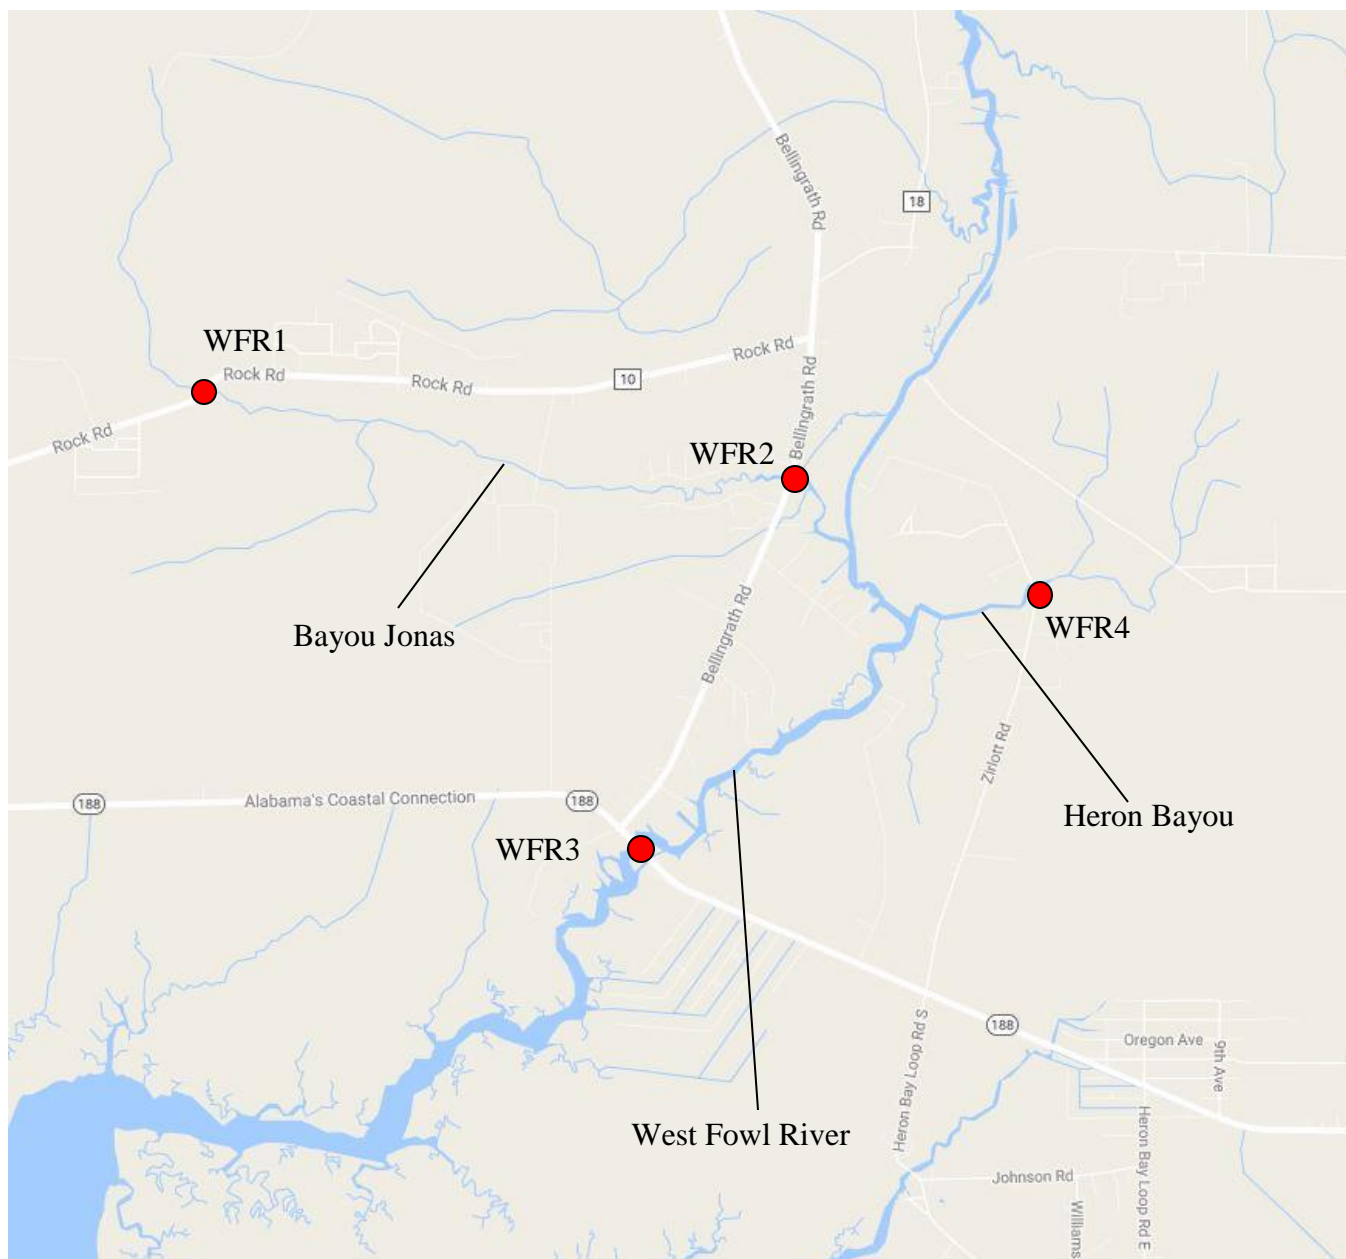 Bellingrath Rd
18
WFR1
Rock Rd
Rock Rd
Rock Rd
10
Bellingrath Rd
Rock Rd
WFR2
Bayou Jonas
Bellingrath Rd
WFR4
Zirlott Rd
Heron Bayou
188
Alabama's Coastal Connection
188
WFR3
188
Oregon Ave
9th Ave
Heron Bay Loop Rd S
West Fowl River
Heron Bay Loop Rd E
Johnson Rd
Williams